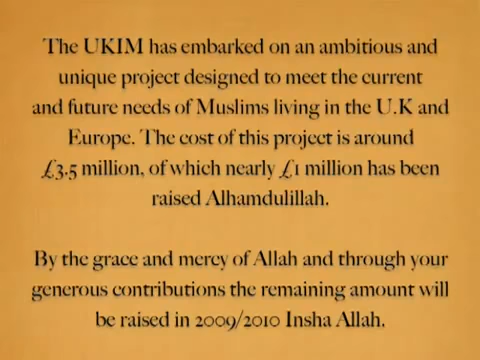 The UKIM has embarked on an ambitious and
unique project designed to meet the current
and future needs of Muslims living in the U.K and
Europe. The cost of this project is around
£3.5 million, of which nearly £1 million has been
raised Alhamdulillah.
By the grace and mercy of Allah and through your
generous contributions the remaining amount will
be raised in 2009/2010 Insha Allah.